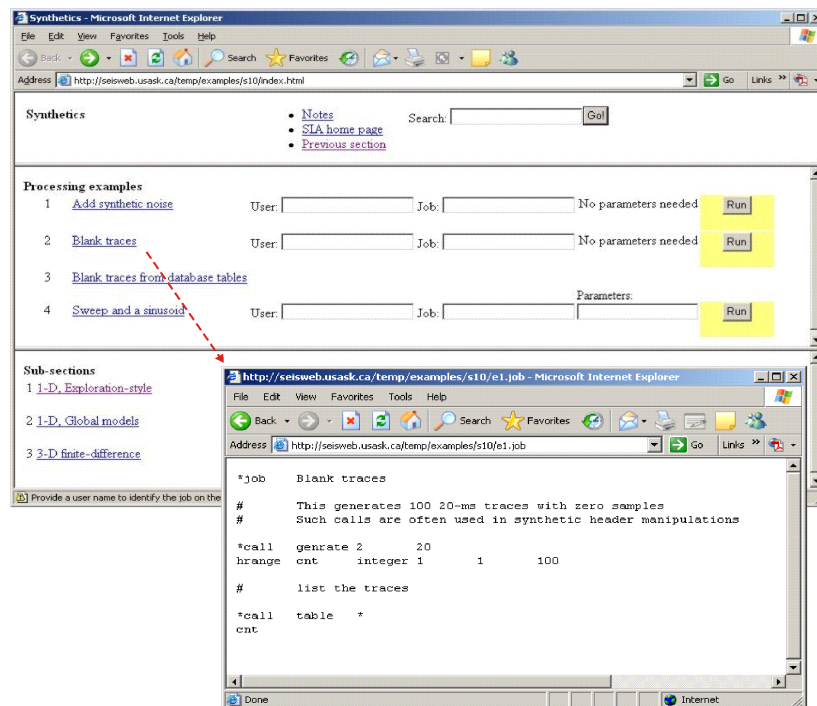 Synthetics - Microsoft Internet Explorer
File Edit View Favorites Tools Help
Back Search Favorites
Address http://seisweb.usask.ca/temp/examples/s10/index.html Go Links »
Synthetics
• Notes
• SIA home page
• Previous section
Search: Go!
Processing examples
1 Add synthetic noise User: Job: No parameters needed Run
2 Blank traces User: Job: No parameters needed Run
3 Blank traces from database tables
Parameters:
4 Sweep and a sinusoid User: Job: Run
Sub-sections
1 1-D, Exploration-style
2 1-D, Global models
3 3-D finite-difference
Provide a user name to identify the job on the
http://seisweb.usask.ca/temp/examples/s10/e1.job - Microsoft Internet Explorer
File Edit View Favorites Tools Help
Back Search Favorites
Address http://seisweb.usask.ca/temp/examples/s10/e1.job Go Links »
*job Blank traces
# This generates 100 20-ms traces with zero samples
# Such calls are often used in synthetic header manipulations
*call genrate 2 20
hrange cnt integer 1 1 100
# list the traces
*call table *
cnt
Done Internet